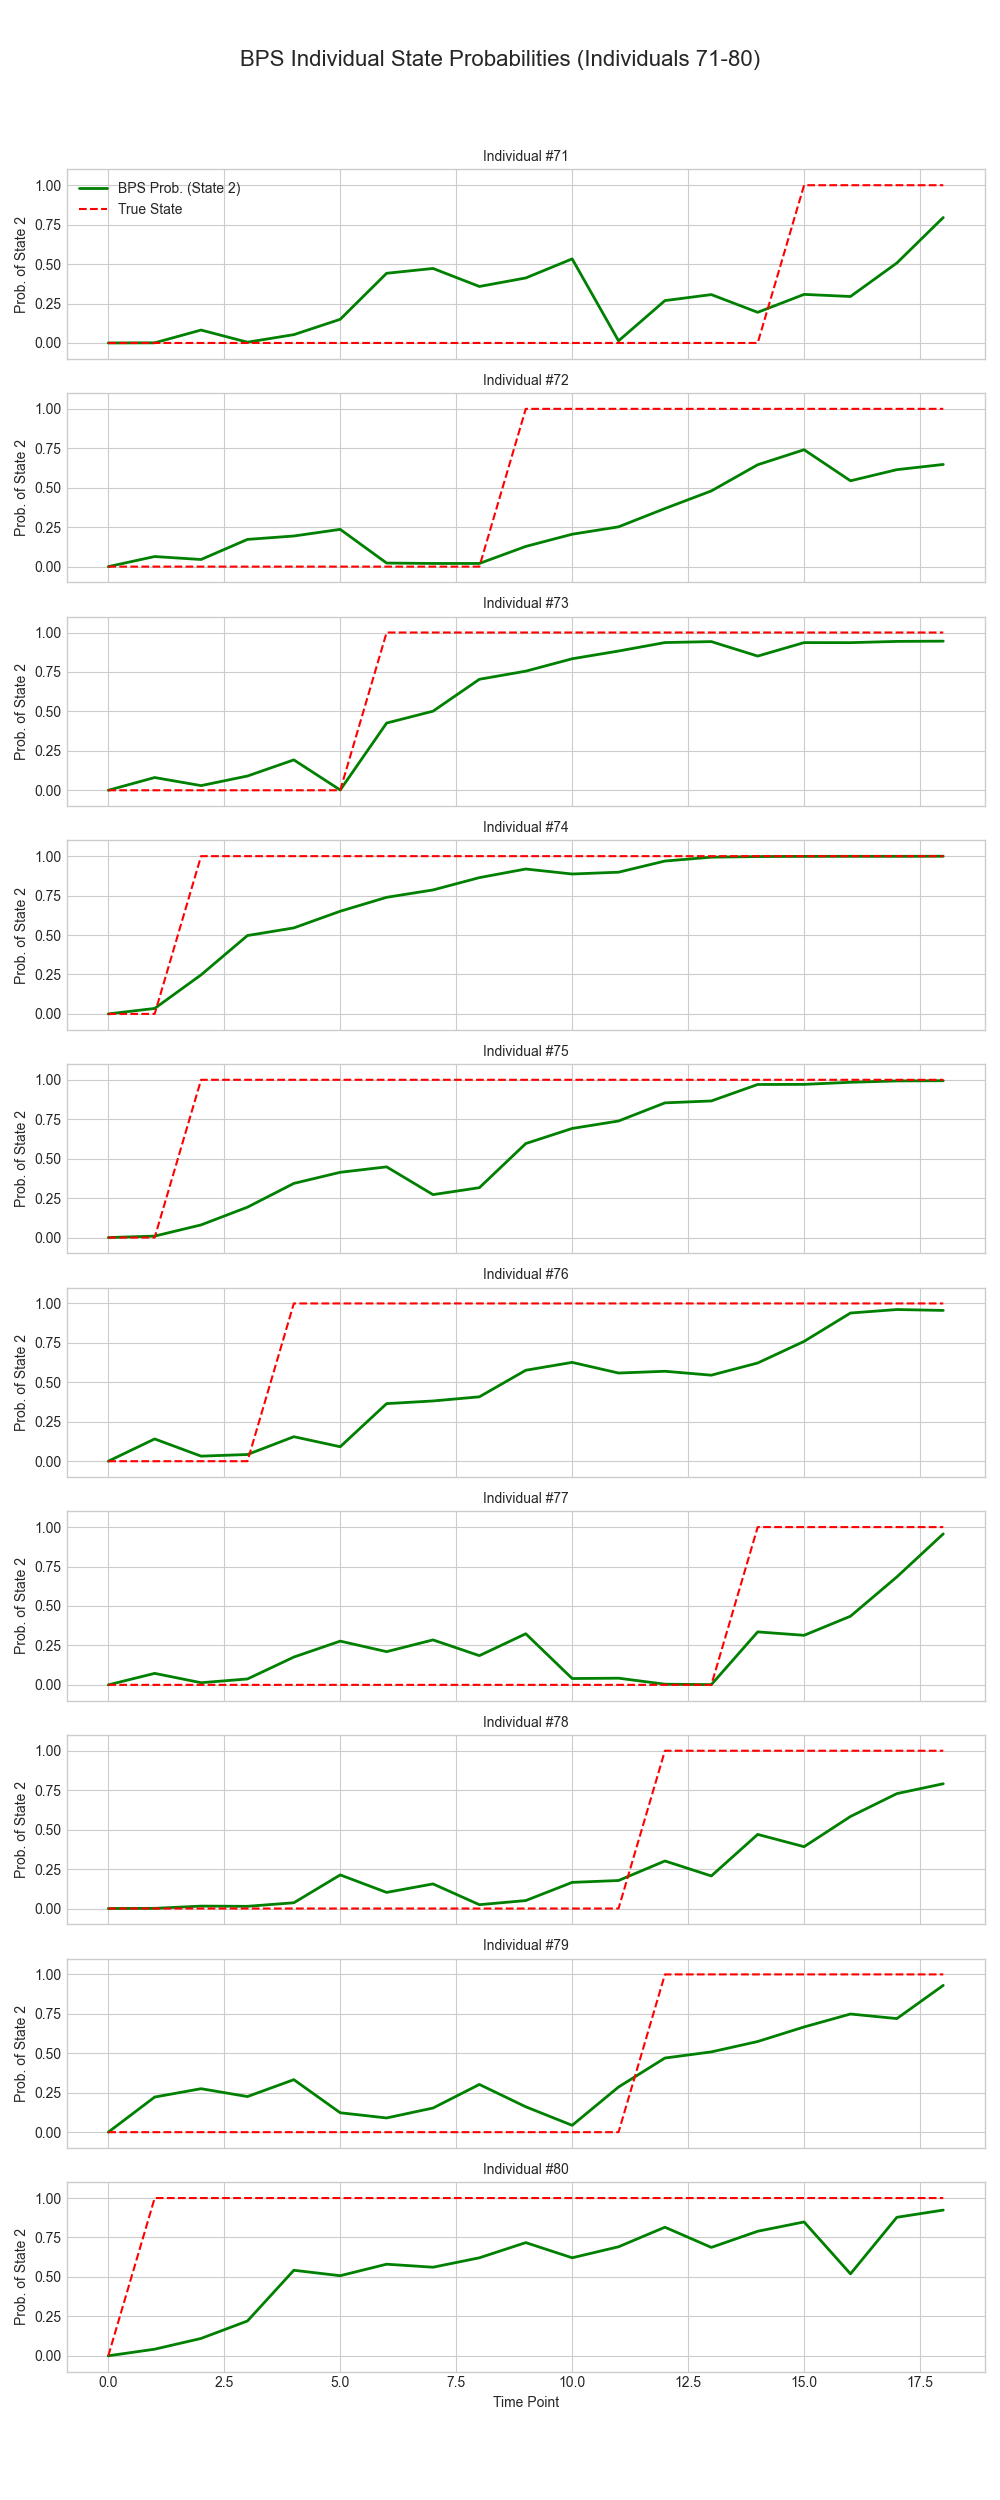 BPS Individual State Probabilities (Individuals 71-80)
Individual #71
BPS Prob. (State 2)
True State
1.00
0.75
0.50
0.25
0.00
Prob. of State 2
Individual #72
1.00
0.75
0.50
0.25
0.00
Prob. of State 2
Individual #73
1.00
0.75
0.50
0.25
0.00
Prob. of State 2
Individual #74
1.00
0.75
0.50
0.25
0.00
Prob. of State 2
Individual #75
1.00
0.75
0.50
0.25
0.00
Prob. of State 2
Individual #76
1.00
0.75
0.50
0.25
0.00
Prob. of State 2
Individual #77
1.00
0.75
0.50
0.25
0.00
Prob. of State 2
Individual #78
1.00
0.75
0.50
0.25
0.00
Prob. of State 2
Individual #79
1.00
0.75
0.50
0.25
0.00
Prob. of State 2
Individual #80
1.00
0.75
0.50
0.25
0.00
Prob. of State 2
0.0 2.5 5.0 7.5 10.0 12.5 15.0 17.5
Time Point